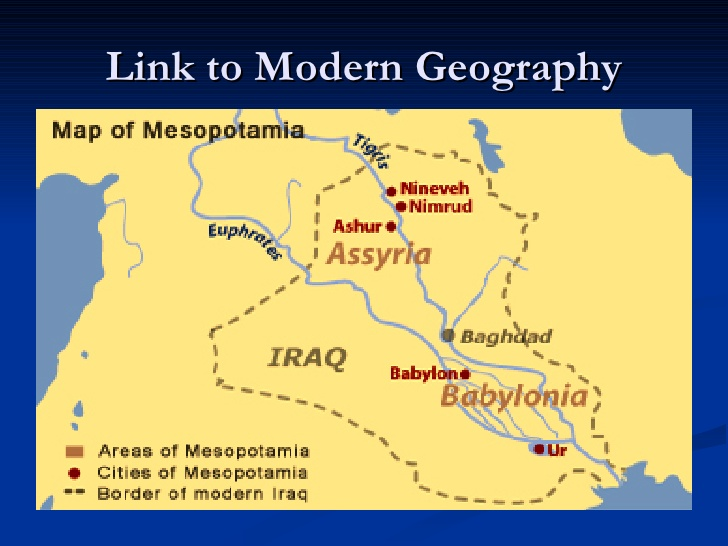 Link to Modern Geography
Map of Mesopotamia
Tigris
Nineveh
Nimrud
Ashur
Euphrates
Assyria
Baghdad
IRAQ
Babylon
Babylonia
Ur
Areas of Mesopotamia
Cities of Mesopotamia
Border of modern Iraq